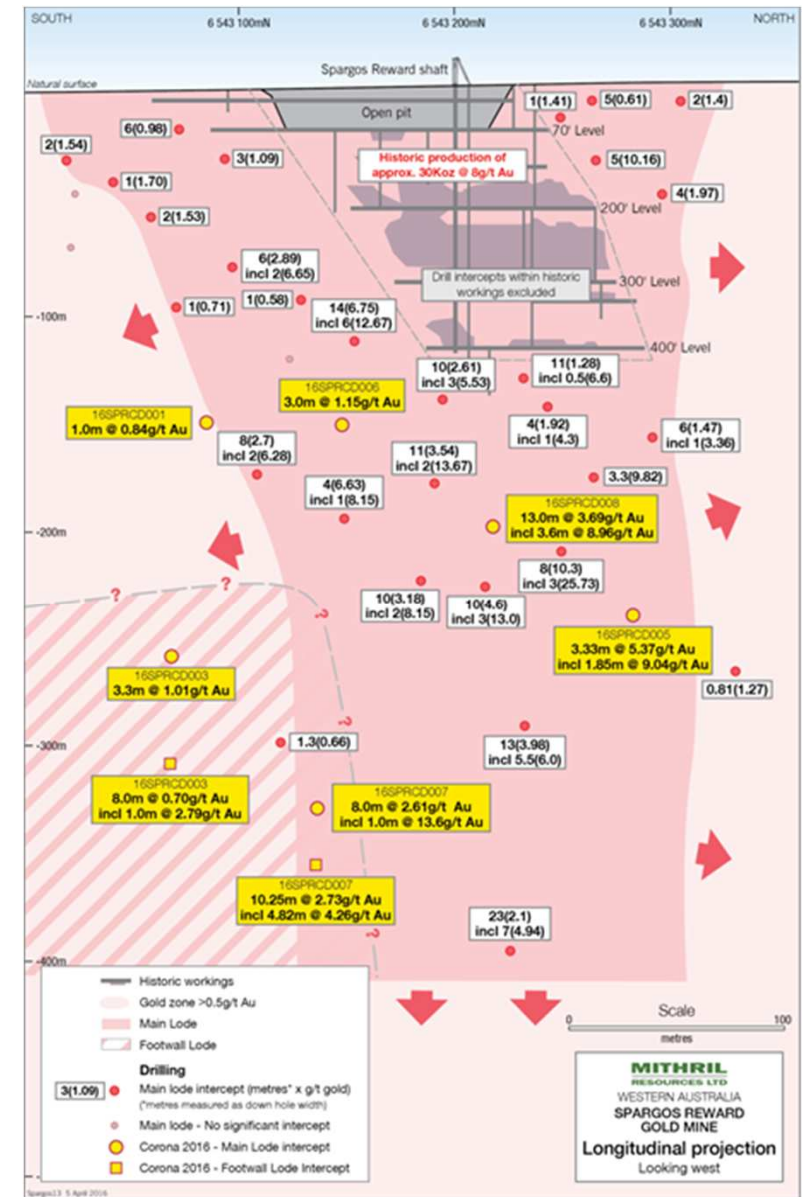 SOUTH
6 543 100mN
6 543 200mN
6 543 300mN
NORTH
Spargos Reward shaft
Natural surface
Open pit
1(1.41)
5(0.61)
2(1.4)
70' Level
6(0.98)
2(1.54)
3(1.09)
Historic production of
approx. 30Koz @ 8g/t Au
5(10.16)
1(1.70)
4(1.97)
2(1.53)
200' Level
6(2.89)
incl 2(6.65)
Drill intercepts within historic
workings excluded
300' Level
1(0.71)
1(0.58)
14(6.75)
incl 6(12.67)
-100m
400' Level
10(2.61)
incl 3(5.53)
11(1.28)
incl 0.5(6.6)
16SPRCD006
3.0m @ 1.15g/t Au
16SPRCD001
1.0m @ 0.84g/t Au
4(1.92)
incl 1(4.3)
6(1.47)
incl 1(3.36)
8(2.7)
incl 2(6.28)
11(3.54)
incl 2(13.67)
4(6.63)
incl 1(8.15)
3.3(9.82)
16SPRCD008
13.0m @ 3.69g/t Au
incl 3.6m @ 8.96g/t Au
-200m
8(10.3)
incl 3(25.73)
10(3.18)
incl 2(8.15)
10(4.6)
incl 3(13.0)
?
?
?
16SPRCD005
3.33m @ 5.37g/t Au
incl 1.85m @ 9.04g/t Au
16SPRCD003
3.3m @ 1.01g/t Au
0.81(1.27)
?
-300m
1.3(0.66)
13(3.98)
incl 5.5(6.0)
16SPRCD003
8.0m @ 0.70g/t Au
incl 1.0m @ 2.79g/t Au
16SPRCD007
8.0m @ 2.61g/t Au
incl 1.0m @ 13.6g/t Au
16SPRCD007
10.25m @ 2.73g/t Au
incl 4.82m @ 4.26g/t Au
23(2.1)
incl 7(4.94)
?
-400m
Historic workings
Gold zone >0.5g/t Au
Main Lode
Footwall Lode
Drilling
3(1.09)
Main lode intercept (metres* x g/t gold)
(*metres measured as down hole width)
Main lode - No significant intercept
Corona 2016 - Main Lode intercept
Corona 2016 - Footwall Lode Intercept
Scale
0
100
metres
MITHRIL
RESOURCES LTD
WESTERN AUSTRALIA
SPARGOS REWARD
GOLD MINE
Longitudinal projection
Looking west
Spargos13 5 April 2016